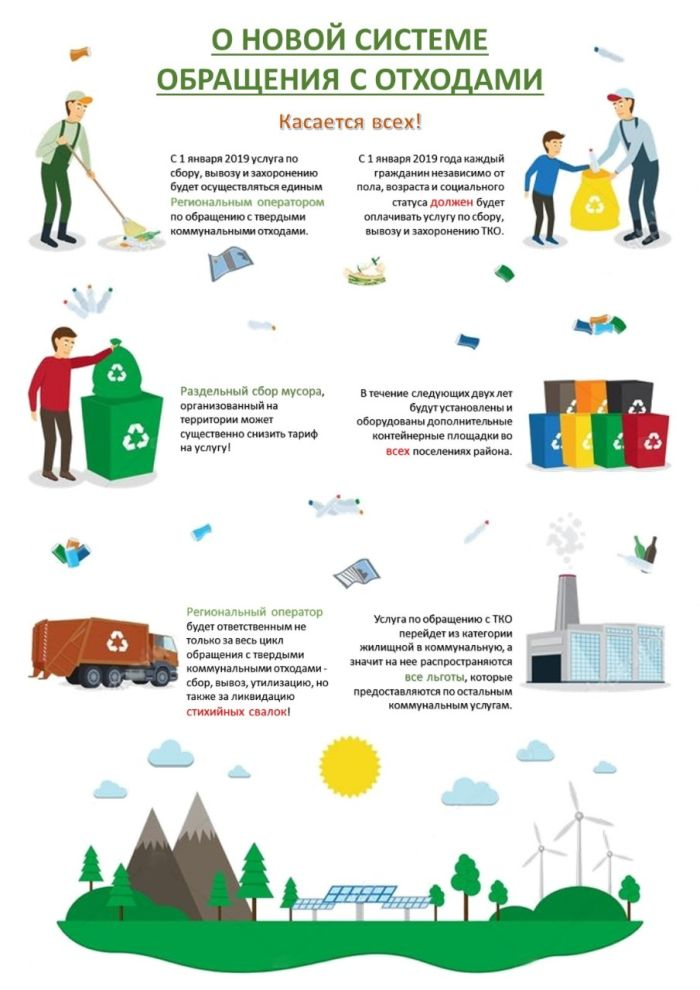 О НОВОЙ СИСТЕМЕ
ОБРАЩЕНИЯ С ОТХОДАМИ
Касается всех!
С 1 января 2019 услуга по
сбору, вывозу и захоронению
будет осуществляться единым
Региональным оператором
по обращению с твердыми
коммунальными отходами.
С 1 января 2019 года каждый
гражданин независимо от
пола, возраста и социального
статуса должен будет
оплачивать услугу по сбору,
вывозу и захоронению ТКО.
Раздельный сбор мусора,
организованный на
территории может
существенно снизить тариф
на услугу!
В течение следующих двух лет
будут установлены и
оборудованы дополнительные
контейнерные площадки во
всех поселениях района.
Региональный оператор
будет ответственным не
только за весь цикл
обращения с твердыми
коммунальными отходами -
сбор, вывоз, утилизацию, но
также за ликвидацию
стихийных свалок!
Услуга по обращению с ТКО
перейдет из категории
жилищной в коммунальную, а
значит на нее распространяются
все льготы, которые
предоставляются по остальным
коммунальным услугам.